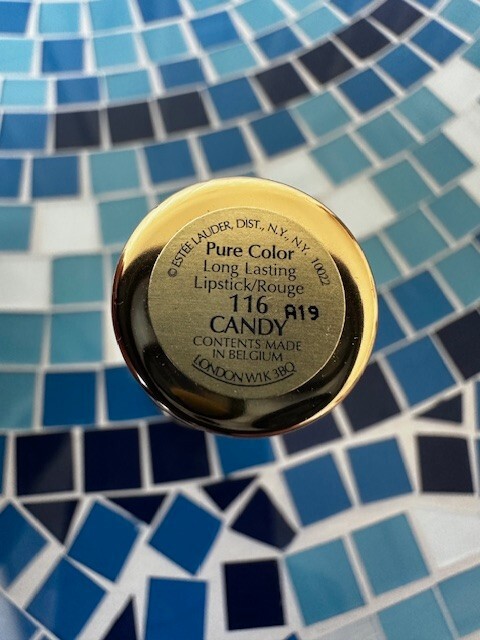 © ESTÉE LAUDER, DIST., N.Y., N.Y. 10022
Pure Color
Long Lasting
Lipstick/Rouge
116 A19
CANDY
CONTENTS MADE
IN BELGIUM
LONDON W1K 3BQ